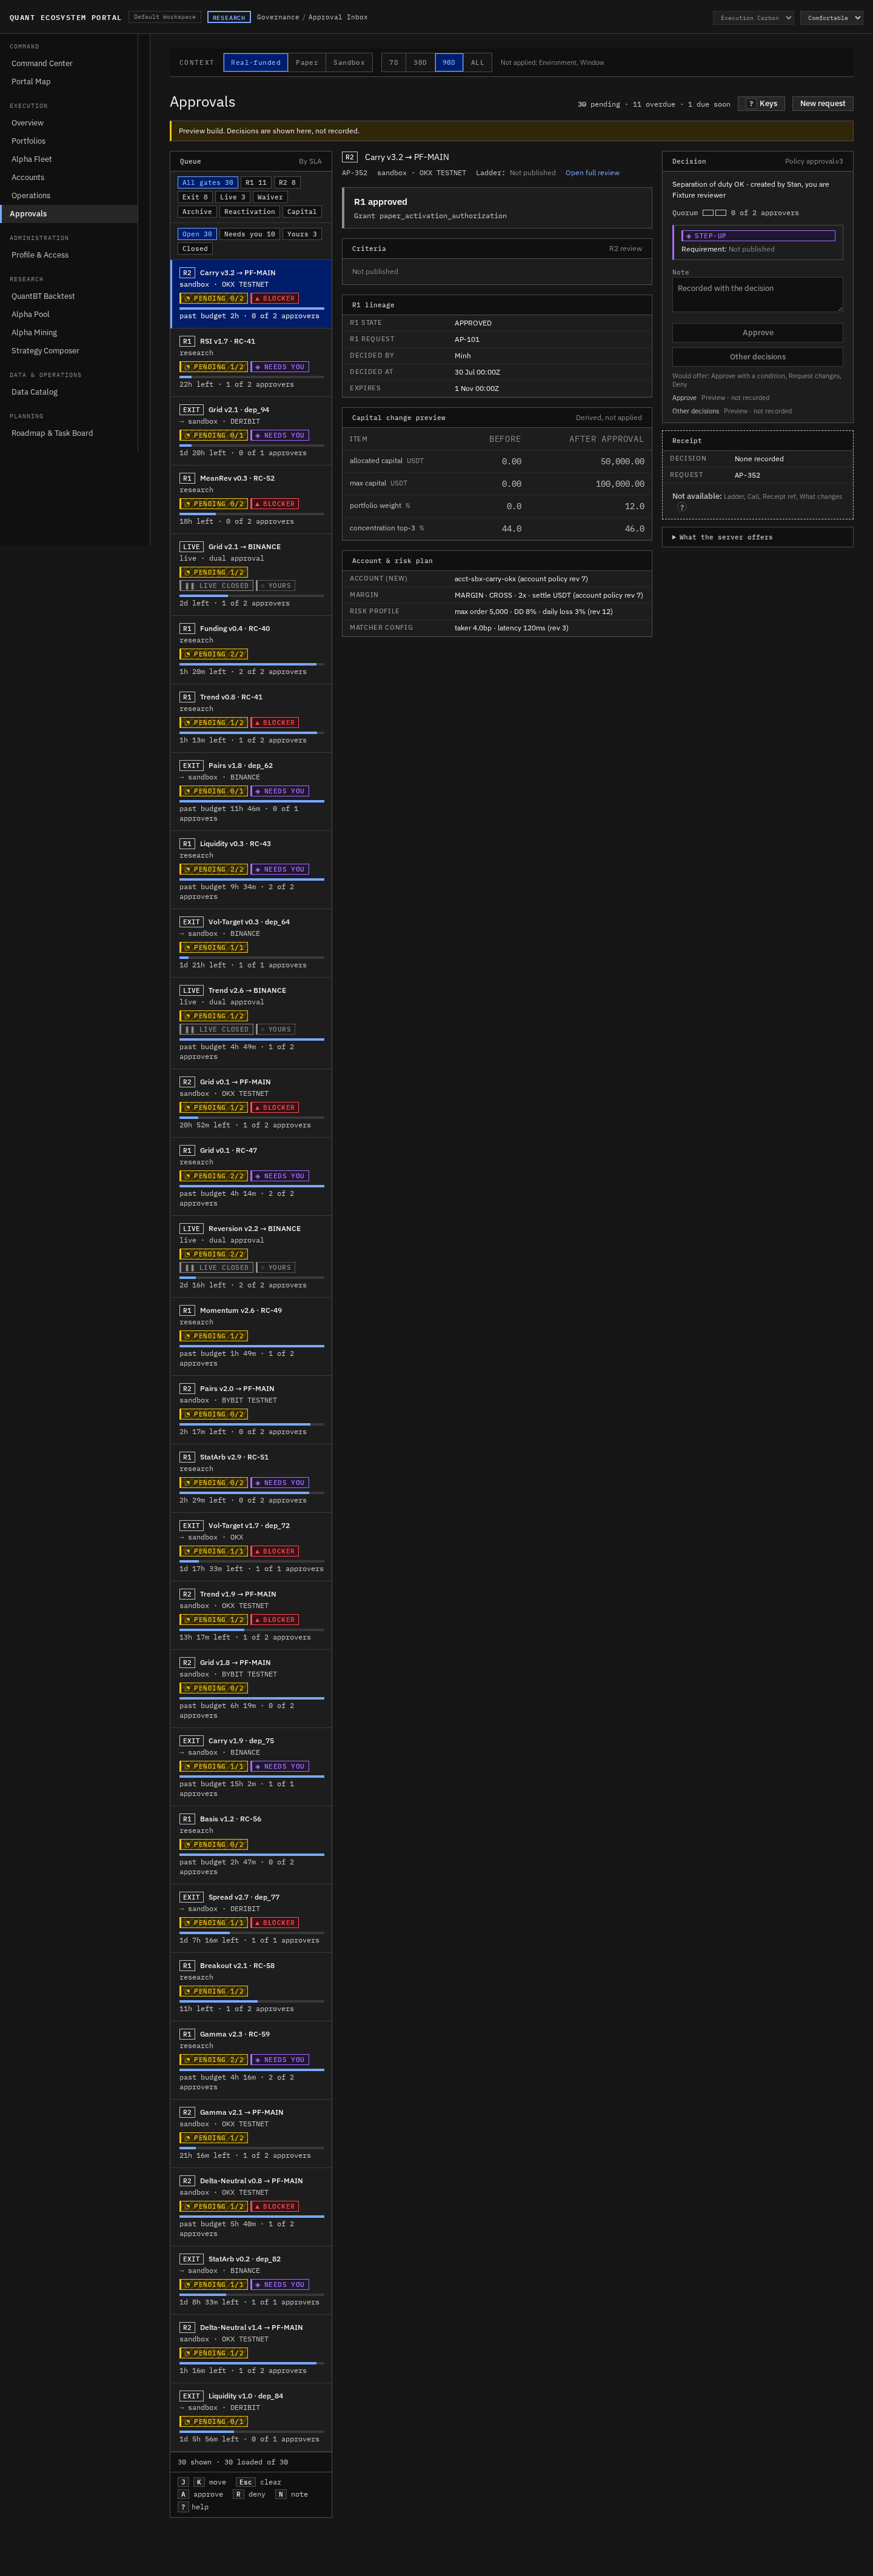 QUANT ECOSYSTEM PORTAL
Default Workspace
RESEARCH
Governance / Approval Inbox
Execution Carbon
Comfortable
COMMAND
Command Center
Portal Map
EXECUTION
Overview
Portfolios
Alpha Fleet
Accounts
Operations
Approvals
ADMINISTRATION
Profile & Access
RESEARCH
QuantBT Backtest
Alpha Pool
Alpha Mining
Strategy Composer
DATA & OPERATIONS
Data Catalog
PLANNING
Roadmap & Task Board
CONTEXT Real-funded Paper Sandbox 7D 30D 90D ALL Not applied: Environment, Window
Approvals
30 pending · 11 overdue · 1 due soon ? Keys New request
Preview build. Decisions are shown here, not recorded.
Queue By SLA
All gates 30 R1 11 R2 8
Exit 8 Live 3 Waiver
Archive Reactivation Capital
Open 30 Needs you 10 Yours 3
Closed
R2 Carry v3.2 → PF-MAIN
sandbox · OKX TESTNET
◔ PENDING 0/2 ▲ BLOCKER
past budget 2h · 0 of 2 approvers
R1 RSI v1.7 · RC-41
research
◔ PENDING 1/2 ◈ NEEDS YOU
22h left · 1 of 2 approvers
EXIT Grid v2.1 · dep_94
→ sandbox · DERIBIT
◔ PENDING 0/1 ◈ NEEDS YOU
1d 20h left · 0 of 1 approvers
R1 MeanRev v0.3 · RC-52
research
◔ PENDING 0/2 ▲ BLOCKER
18h left · 0 of 2 approvers
LIVE Grid v2.1 → BINANCE
live · dual approval
◔ PENDING 1/2
❚❚ LIVE CLOSED ○ YOURS
2d left · 1 of 2 approvers
R1 Funding v0.4 · RC-40
research
◔ PENDING 2/2
1h 20m left · 2 of 2 approvers
R1 Trend v0.8 · RC-41
research
◔ PENDING 1/2 ▲ BLOCKER
1h 13m left · 1 of 2 approvers
EXIT Pairs v1.8 · dep_62
→ sandbox · BINANCE
◔ PENDING 0/1 ◈ NEEDS YOU
past budget 11h 46m · 0 of 1
approvers
R1 Liquidity v0.3 · RC-43
research
◔ PENDING 2/2 ◈ NEEDS YOU
past budget 9h 34m · 2 of 2
approvers
EXIT Vol-Target v0.3 · dep_64
→ sandbox · BINANCE
◔ PENDING 1/1
1d 21h left · 1 of 1 approvers
LIVE Trend v2.6 → BINANCE
live · dual approval
◔ PENDING 1/2
❚❚ LIVE CLOSED ○ YOURS
past budget 4h 49m · 1 of 2
approvers
R2 Grid v0.1 → PF-MAIN
sandbox · OKX TESTNET
◔ PENDING 1/2 ▲ BLOCKER
20h 52m left · 1 of 2 approvers
R1 Grid v0.1 · RC-47
research
◔ PENDING 2/2 ◈ NEEDS YOU
past budget 4h 14m · 2 of 2
approvers
LIVE Reversion v2.2 → BINANCE
live · dual approval
◔ PENDING 2/2
❚❚ LIVE CLOSED ○ YOURS
2d 16h left · 2 of 2 approvers
R1 Momentum v2.6 · RC-49
research
◔ PENDING 1/2
past budget 1h 49m · 1 of 2
approvers
R2 Pairs v2.0 → PF-MAIN
sandbox · BYBIT TESTNET
◔ PENDING 0/2
2h 17m left · 0 of 2 approvers
R1 StatArb v2.9 · RC-51
research
◔ PENDING 0/2 ◈ NEEDS YOU
2h 29m left · 0 of 2 approvers
EXIT Vol-Target v1.7 · dep_72
→ sandbox · OKX
◔ PENDING 1/1 ▲ BLOCKER
1d 17h 33m left · 1 of 1 approvers
R2 Trend v1.9 → PF-MAIN
sandbox · OKX TESTNET
◔ PENDING 1/2 ▲ BLOCKER
13h 17m left · 1 of 2 approvers
R2 Grid v1.8 → PF-MAIN
sandbox · BYBIT TESTNET
◔ PENDING 0/2
past budget 6h 19m · 0 of 2
approvers
EXIT Carry v1.9 · dep_75
→ sandbox · BINANCE
◔ PENDING 1/1 ◈ NEEDS YOU
past budget 15h 2m · 1 of 1
approvers
R1 Basis v1.2 · RC-56
research
◔ PENDING 0/2
past budget 2h 47m · 0 of 2
approvers
EXIT Spread v2.7 · dep_77
→ sandbox · DERIBIT
◔ PENDING 1/1 ▲ BLOCKER
1d 7h 16m left · 1 of 1 approvers
R1 Breakout v2.1 · RC-58
research
◔ PENDING 1/2
11h left · 1 of 2 approvers
R1 Gamma v2.3 · RC-59
research
◔ PENDING 2/2 ◈ NEEDS YOU
past budget 4h 16m · 2 of 2
approvers
R2 Gamma v2.1 → PF-MAIN
sandbox · OKX TESTNET
◔ PENDING 1/2
21h 16m left · 1 of 2 approvers
R2 Delta-Neutral v0.8 → PF-MAIN
sandbox · OKX TESTNET
◔ PENDING 1/2 ▲ BLOCKER
past budget 5h 40m · 1 of 2
approvers
EXIT StatArb v0.2 · dep_82
→ sandbox · BINANCE
◔ PENDING 1/1 ◈ NEEDS YOU
1d 8h 33m left · 1 of 1 approvers
R2 Delta-Neutral v1.4 → PF-MAIN
sandbox · OKX TESTNET
◔ PENDING 1/2
1h 16m left · 1 of 2 approvers
EXIT Liquidity v1.0 · dep_84
→ sandbox · DERIBIT
◔ PENDING 0/1
1d 5h 56m left · 0 of 1 approvers
30 shown · 30 loaded of 30
J K move Esc clear
A approve R deny N note
? help
R2 Carry v3.2 → PF-MAIN
AP-352 sandbox · OKX TESTNET Ladder: Not published Open full review
R1 approved
Grant paper_activation_authorization
Criteria R2 review
Not published
R1 lineage
R1 STATE APPROVED
R1 REQUEST AP-101
DECIDED BY Minh
DECIDED AT 30 Jul 00:00Z
EXPIRES 1 Nov 00:00Z
Capital change preview Derived, not applied
ITEM BEFORE AFTER APPROVAL
allocated capital USDT 0.00 50,000.00
max capital USDT 0.00 100,000.00
portfolio weight % 0.0 12.0
concentration top-3 % 44.0 46.0
Account & risk plan
ACCOUNT (NEW) acct-sbx-carry-okx (account policy rev 7)
MARGIN MARGIN · CROSS · 2x · settle USDT (account policy rev 7)
RISK PROFILE max order 5,000 · DD 8% · daily loss 3% (rev 12)
MATCHER CONFIG taker 4.0bp · latency 120ms (rev 3)
Decision Policy approval.v3
Separation of duty OK · created by Stan, you are
Fixture reviewer
Quorum 0 of 2 approvers
◈ STEP-UP
Requirement: Not published
Note
Recorded with the decision
Approve
Other decisions
Would offer: Approve with a condition, Request changes,
Deny
Approve Preview · not recorded
Other decisions Preview · not recorded
Receipt
DECISION None recorded
REQUEST AP-352
Not available: Ladder, Call, Receipt ref, What changes
?
▶ What the server offers